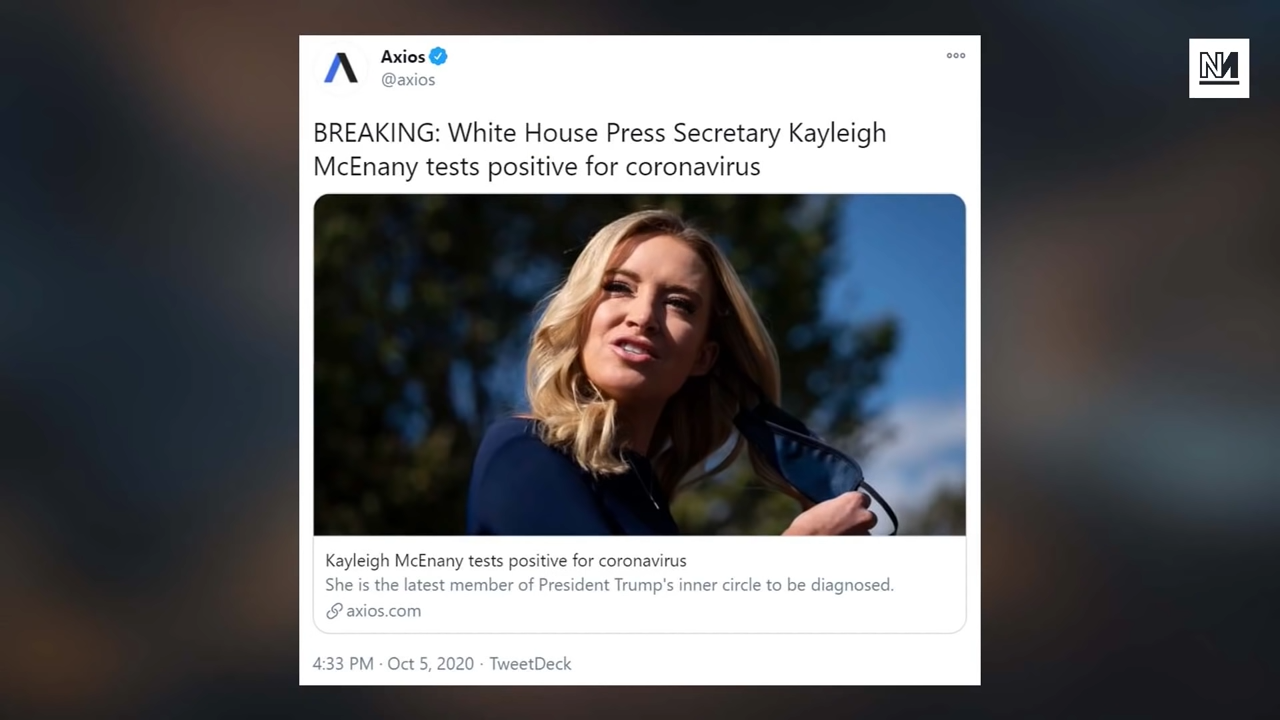 Axios
@axios
BREAKING: White House Press Secretary Kayleigh
McEnany tests positive for coronavirus
Kayleigh McEnany tests positive for coronavirus
She is the latest member of President Trump's inner circle to be diagnosed.
axios.com
4:33 PM · Oct 5, 2020 · TweetDeck
NM